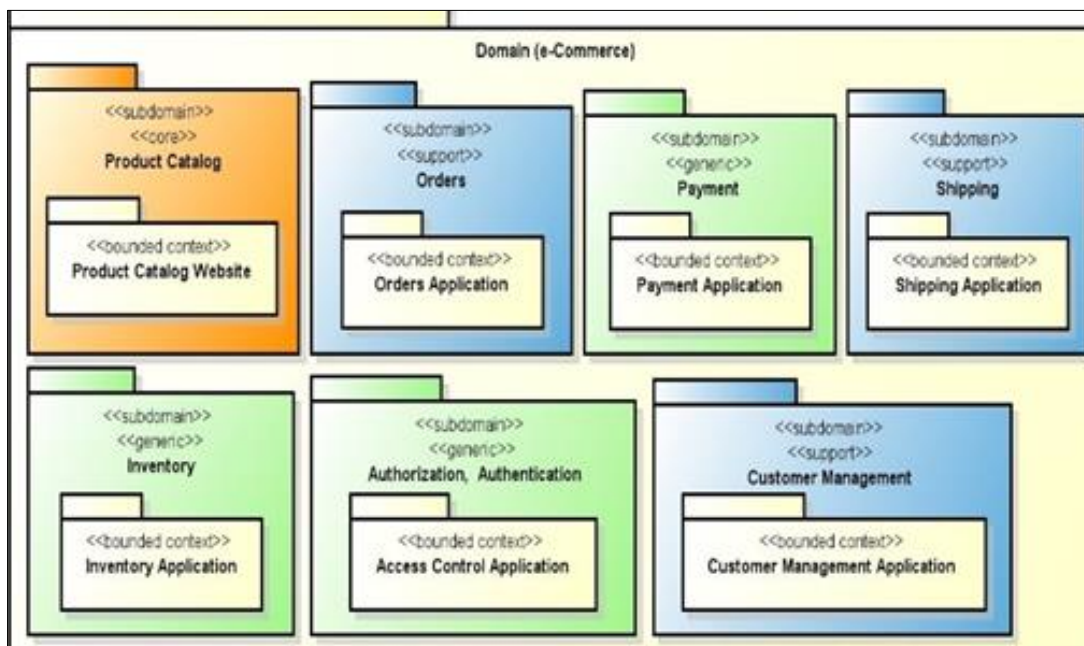 Domain (e-Commerce)
<<subdomain>>
<<core>>
Product Catalog
<<bounded context>>
Product Catalog Website
<<subdomain>>
<<support>>
Orders
<<bounded context>>
Orders Application
<<subdomain>>
<<generic>>
Payment
<<bounded context>>
Payment Application
<<subdomain>>
<<support>>
Shipping
<<bounded context>>
Shipping Application
<<subdomain>>
<<generic>>
Inventory
<<bounded context>>
Inventory Application
<<subdomain>>
<<generic>>
Authorization, Authentication
<<bounded context>>
Access Control Application
<<subdomain>>
<<support>>
Customer Management
<<bounded context>>
Customer Management Application